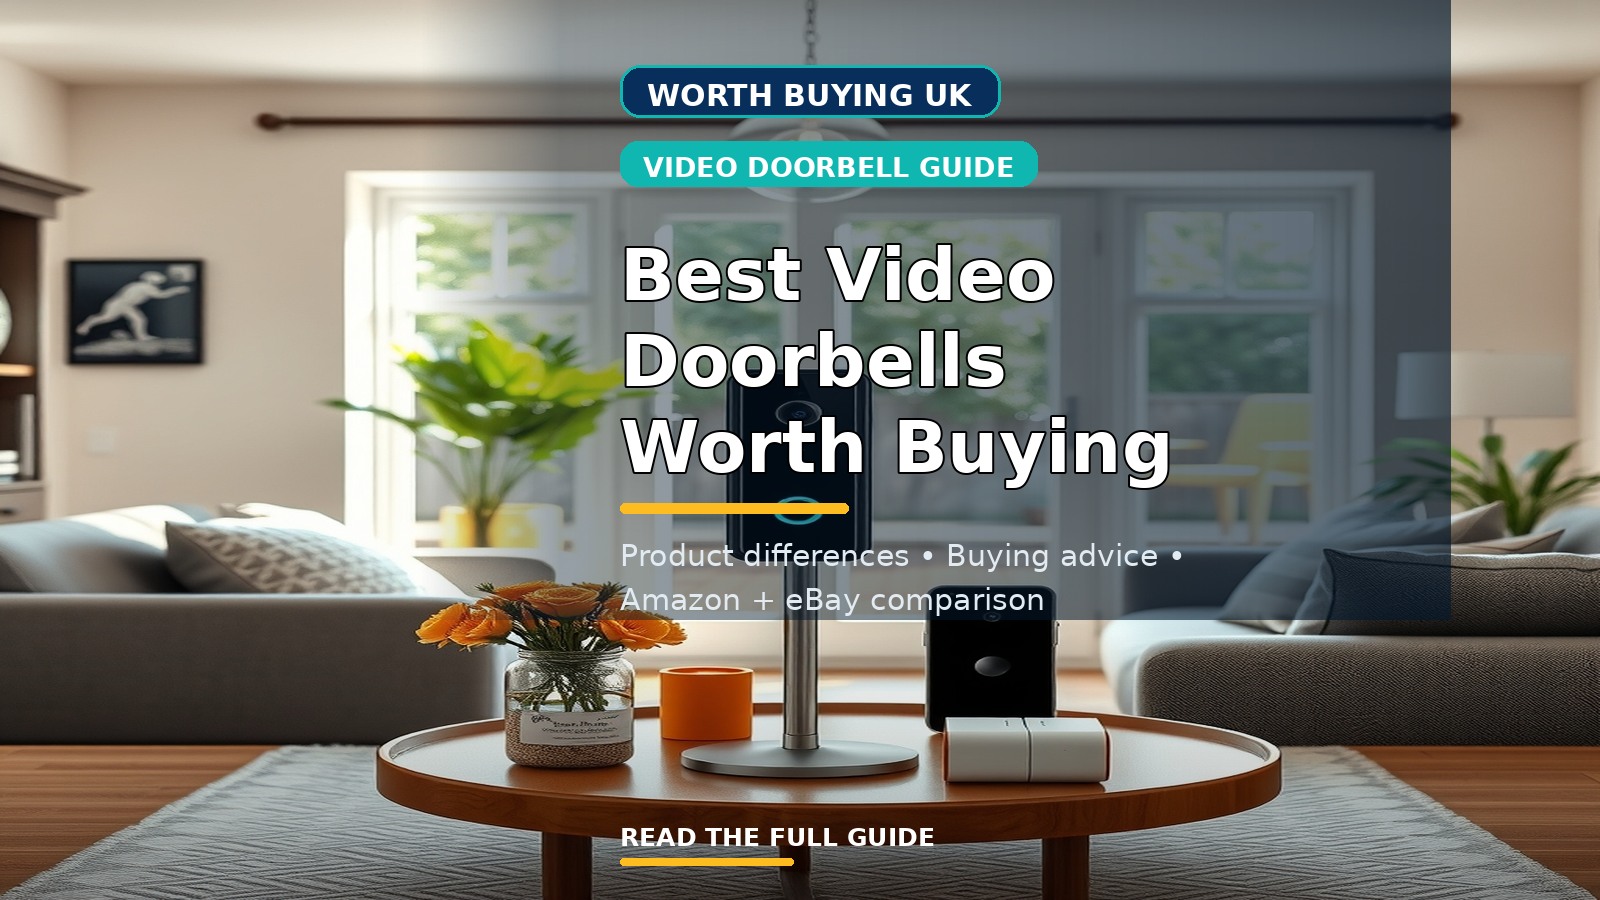 WORTH BUYING UK
VIDEO DOORBELL GUIDE
Best Video
Doorbells
Worth Buying
Product differences • Buying advice •
Amazon + eBay comparison
READ THE FULL GUIDE